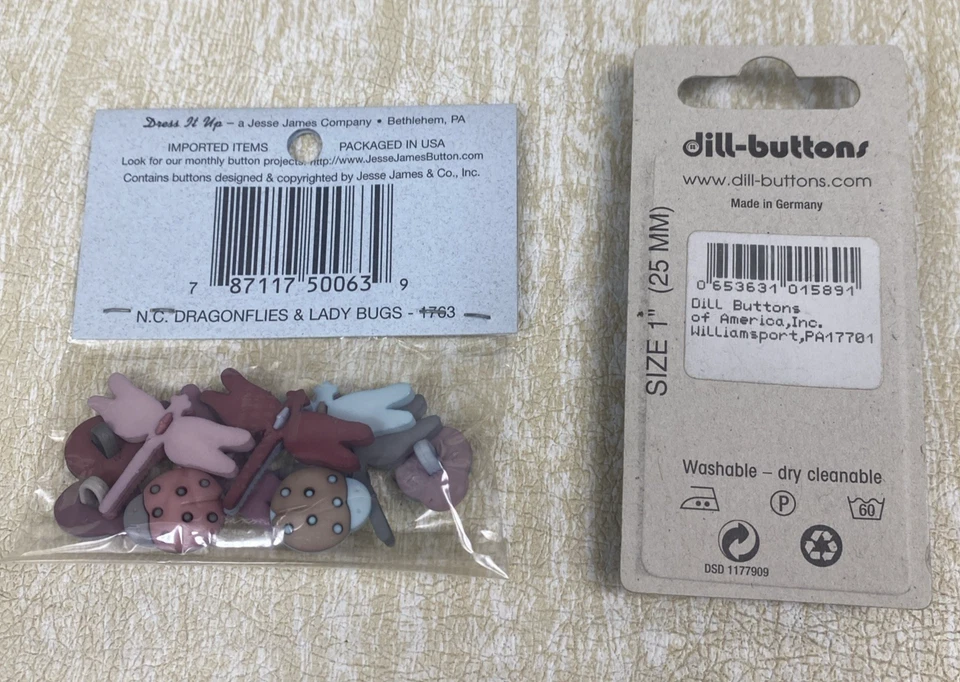 Dress It Up – a Jesse James Company • Bethlehem, PA
IMPORTED ITEMS PACKAGED IN USA
Look for our monthly button projects. http://www.JesseJamesButton.com
Contains buttons designed & copyrighted by Jesse James & Co., Inc.
7 87117 50063 9
N.C. DRAGONFLIES & LADY BUGS - 1763
dill-buttons
www.dill-buttons.com
Made in Germany
SIZE 1" (25 MM)
0 653631 015891
Dill Buttons
of America,Inc.
Williamsport,PA17701
Washable – dry cleanable
P
60
DSD 1177909